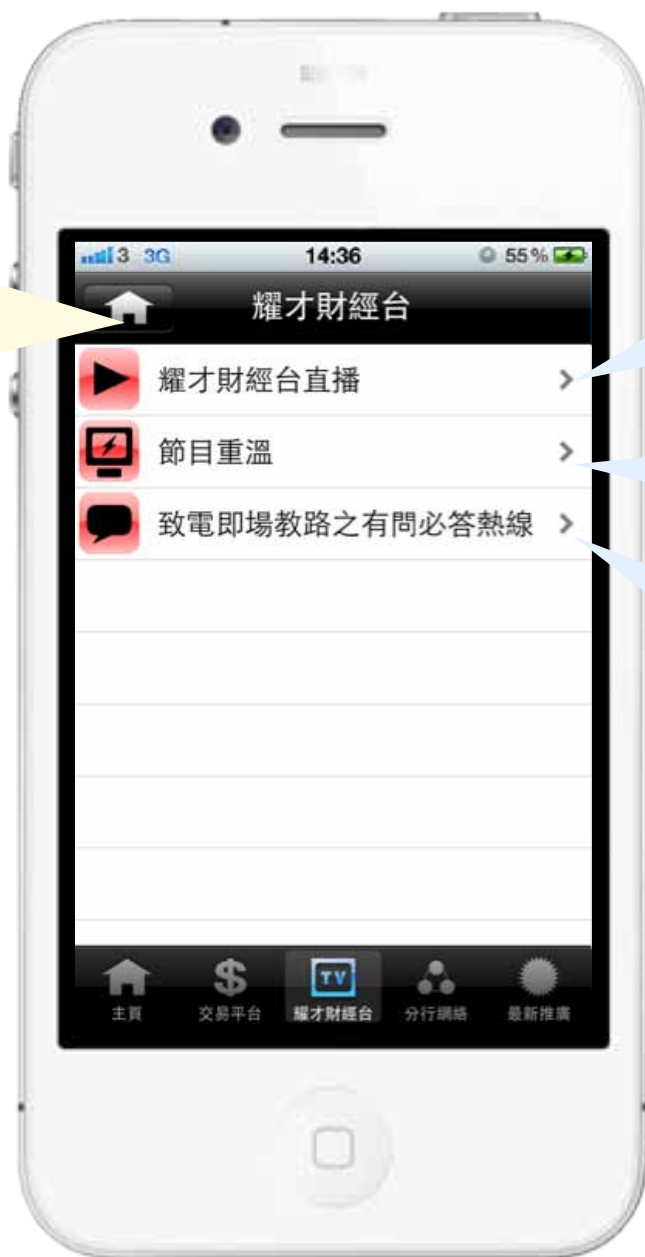 3 3G 14:36 55%
耀才財經台
耀才財經台直播
節目重溫
致電即場教路之有問必答熱線
TV
主頁 交易平台 耀才財經台 分行網絡 最新推廣